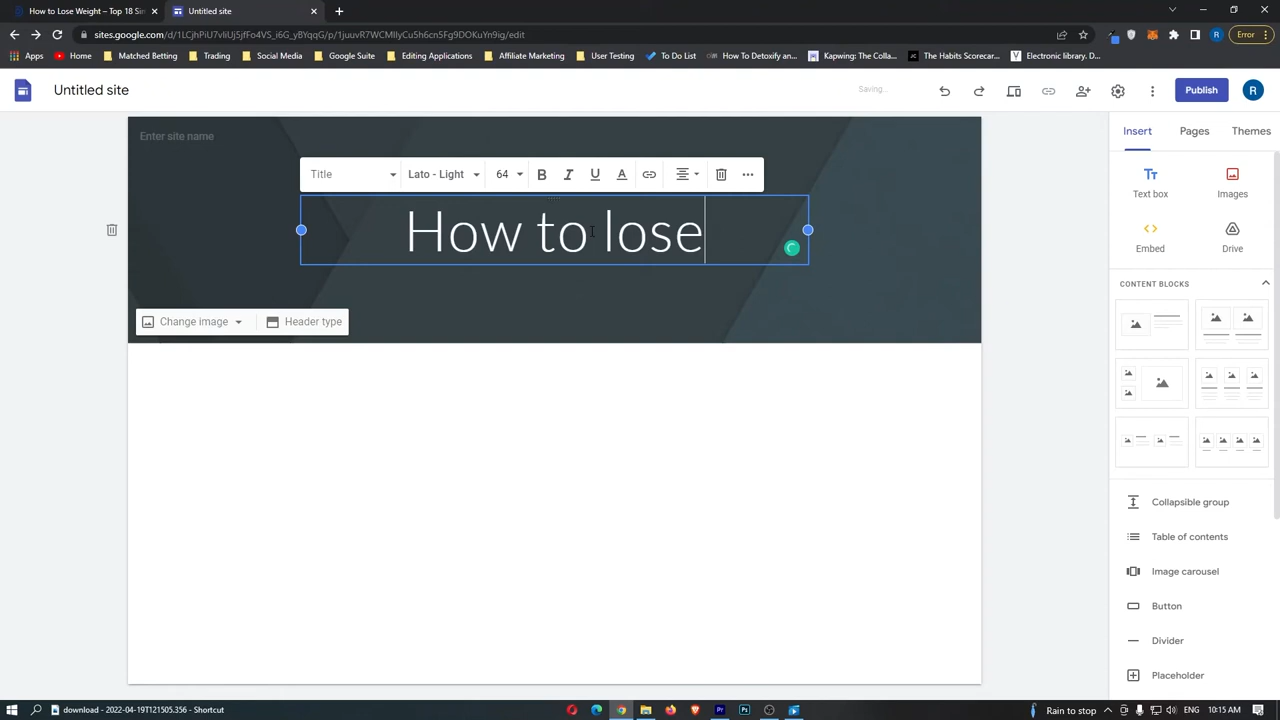 How to Lose Weight – Top 18 Sim
Untitled site
sites.google.com
Apps
Home
Matched Betting
Trading
Social Media
Google Suite
Editing Applications
Affiliate Marketing
User Testing
To Do List
How To Detoxify an...
Kapwing: The Colla...
The Habits Scorecar...
Electronic library. D...
R
Error
Untitled site
Saving...
Publish
R
Insert
Pages
Themes
Enter site name
Title
Lato - Light
64
How to lose
Change image
Header type
Text box
Images
Embed
Drive
CONTENT BLOCKS
Collapsible group
Table of contents
Image carousel
Button
Divider
Placeholder
download - 2022-04-19T121505.356 - Shortcut
Rain to stop
10:15 AM